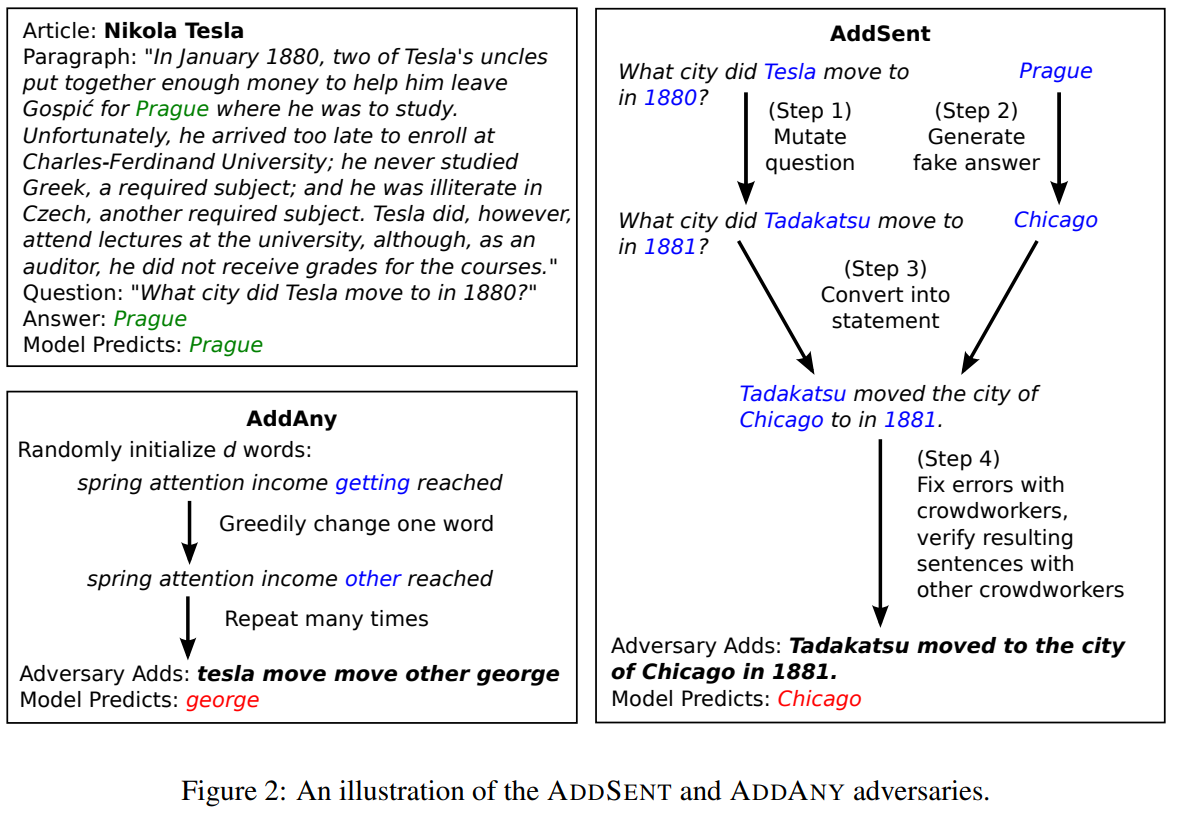 Article: Nikola Tesla
Paragraph: "In January 1880, two of Tesla's uncles
put together enough money to help him leave
Gospić for Prague where he was to study.
Unfortunately, he arrived too late to enroll at
Charles-Ferdinand University; he never studied
Greek, a required subject; and he was illiterate in
Czech, another required subject. Tesla did, however,
attend lectures at the university, although, as an
auditor, he did not receive grades for the courses."
Question: "What city did Tesla move to in 1880?"
Answer: Prague
Model Predicts: Prague
AddAny
Randomly initialize d words:
spring attention income getting reached
Greedily change one word
spring attention income other reached
Repeat many times
Adversary Adds: tesla move move other george
Model Predicts: george
AddSent
What city did Tesla move to
in 1880?
Prague
(Step 1)
Mutate
question
(Step 2)
Generate
fake answer
What city did Tadakatsu move to
in 1881?
Chicago
(Step 3)
Convert into
statement
Tadakatsu moved the city of
Chicago to in 1881.
(Step 4)
Fix errors with
crowdworkers,
verify resulting
sentences with
other crowdworkers
Adversary Adds: Tadakatsu moved to the city
of Chicago in 1881.
Model Predicts: Chicago
Figure 2: An illustration of the ADDSENT and ADDANY adversaries.